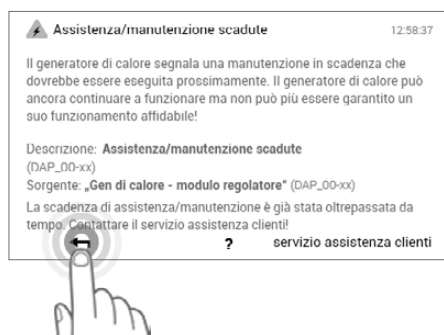 Assistenza/manutenzione scadute 12:58:37
Il generatore di calore segnala una manutenzione in scadenza che
dovrebbe essere eseguita prossimamente. Il generatore di calore può
ancora continuare a funzionare ma non può più essere garantito un
suo funzionamento affidabile!
Descrizione: Assistenza/manutenzione scadute
(DAP_00-xx)
Sorgente: „Gen di calore - modulo regolatore“ (DAP_00-xx)
La scadenza di assistenza/manutenzione è già stata oltrepassata da
tempo. Contattare il servizio assistenza clienti!
? servizio assistenza clienti